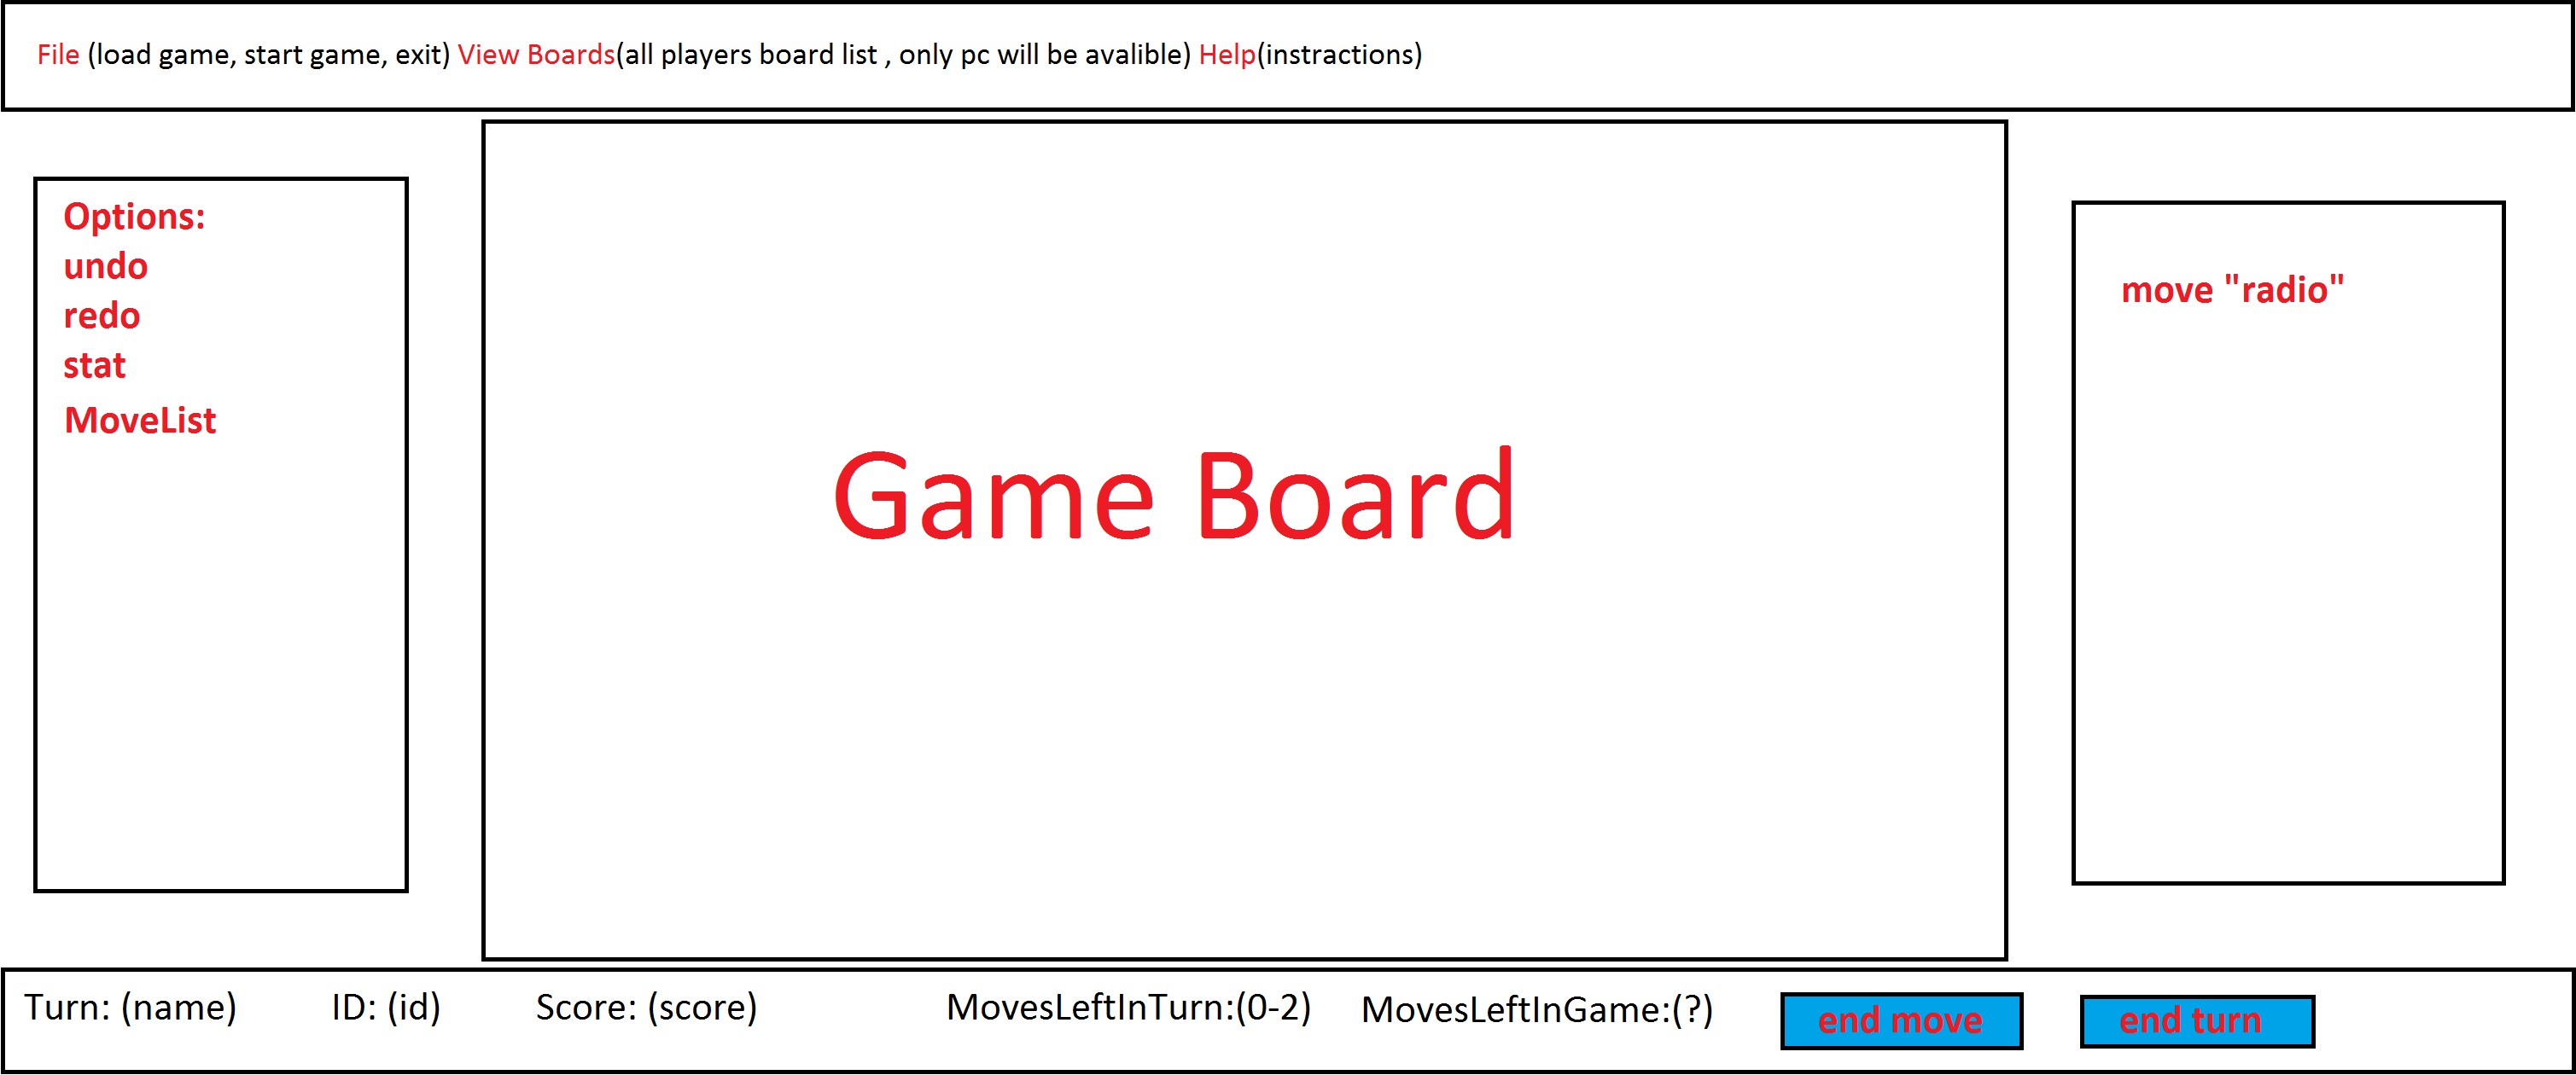 File (load game, start game, exit) View Boards(all players board list , only pc will be avalible) Help(instractions)
Options:
undo
redo
stat
MoveList
Game Board
move "radio"
Turn: (name) ID: (id) Score: (score) MovesLeftInTurn:(0-2) MovesLeftInGame:(?) end move end turn